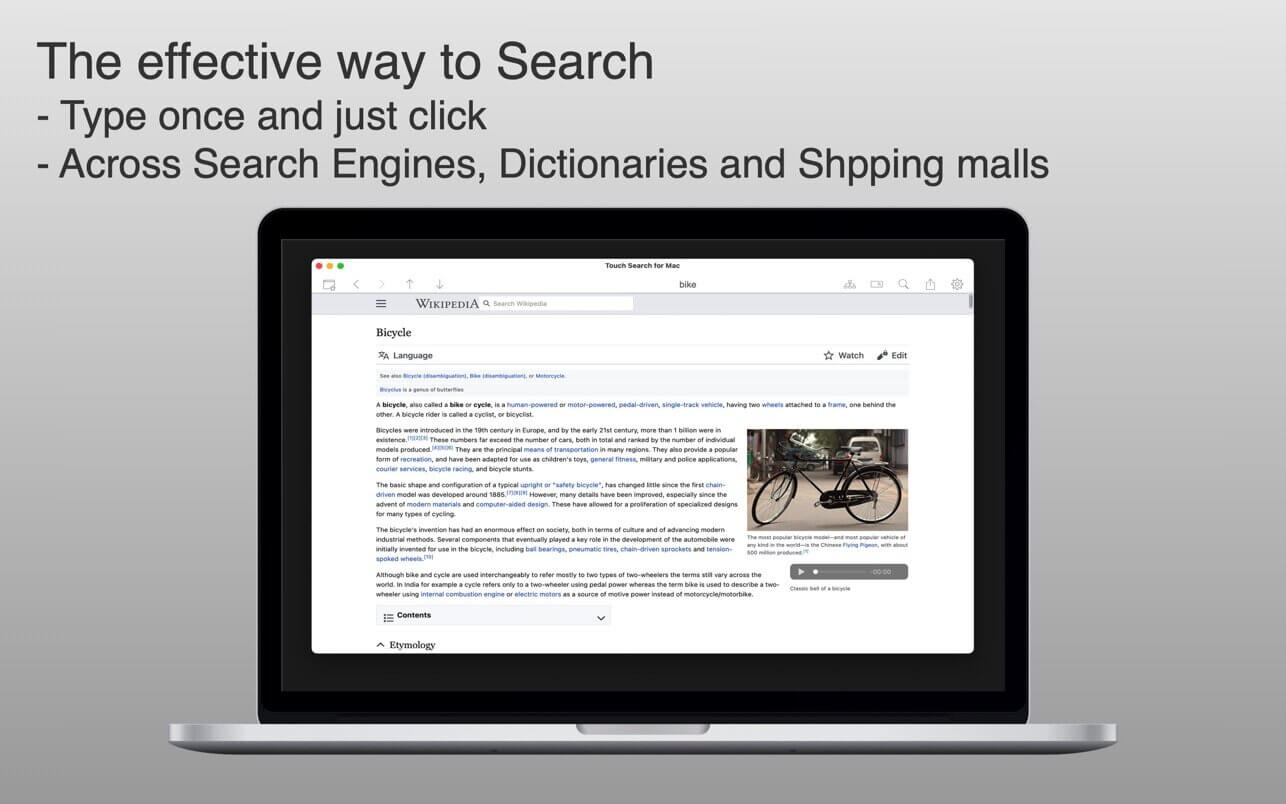 The effective way to Search
- Type once and just click
- Across Search Engines, Dictionaries and Shpping malls
Touch Search for Mac
bike
WIKIPEDIA Search Wikipedia
Bicycle
Language Watch Edit
See also Bicycle (disambiguation), Bike (disambiguation), or Motorcycle.
Bicyclus is a genus of butterflies
A bicycle, also called a bike or cycle, is a human-powered or motor-powered, pedal-driven, single-track vehicle, having two wheels attached to a frame, one behind the
other. A bicycle rider is called a cyclist, or bicyclist.
Bicycles were introduced in the 19th century in Europe, and by the early 21st century, more than 1 billion were in
existence.[1][2][3] These numbers far exceed the number of cars, both in total and ranked by the number of individual
models produced.[4][5][6] They are the principal means of transportation in many regions. They also provide a popular
form of recreation, and have been adapted for use as children's toys, general fitness, military and police applications,
courier services, bicycle racing, and bicycle stunts.
The basic shape and configuration of a typical upright or "safety bicycle", has changed little since the first chain-
driven model was developed around 1885.[7][8][9] However, many details have been improved, especially since the
advent of modern materials and computer-aided design. These have allowed for a proliferation of specialized designs
for many types of cycling.
The bicycle's invention has had an enormous effect on society, both in terms of culture and of advancing modern
industrial methods. Several components that eventually played a key role in the development of the automobile were
initially invented for use in the bicycle, including ball bearings, pneumatic tires, chain-driven sprockets and tension-
spoked wheels.[10]
Although bike and cycle are used interchangeably to refer mostly to two types of two-wheelers the terms still vary across the
world. In India for example a cycle refers only to a two-wheeler using pedal power whereas the term bike is used to describe a two-
wheeler using internal combustion engine or electric motors as a source of motive power instead of motorcycle/motorbike.
The most popular bicycle model—and most popular vehicle of
any kind in the world—is the Chinese Flying Pigeon, with about
500 million produced.[1]
-00:00
Classic bell of a bicycle
Contents
Etymology